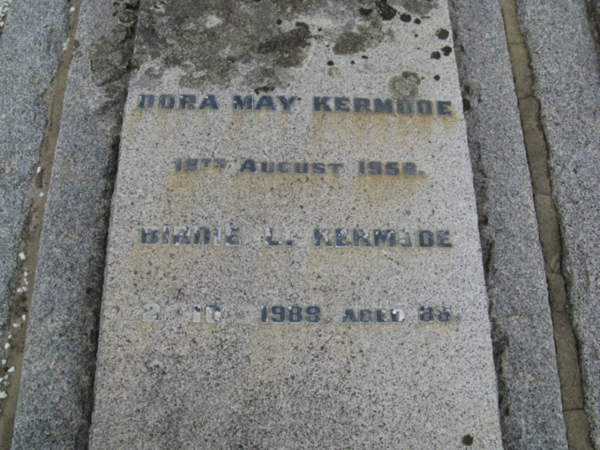 DORA MAY KERMODE
19TH AUGUST 1958.
BIRDIE L. KERMODE
1989. AGED 88.